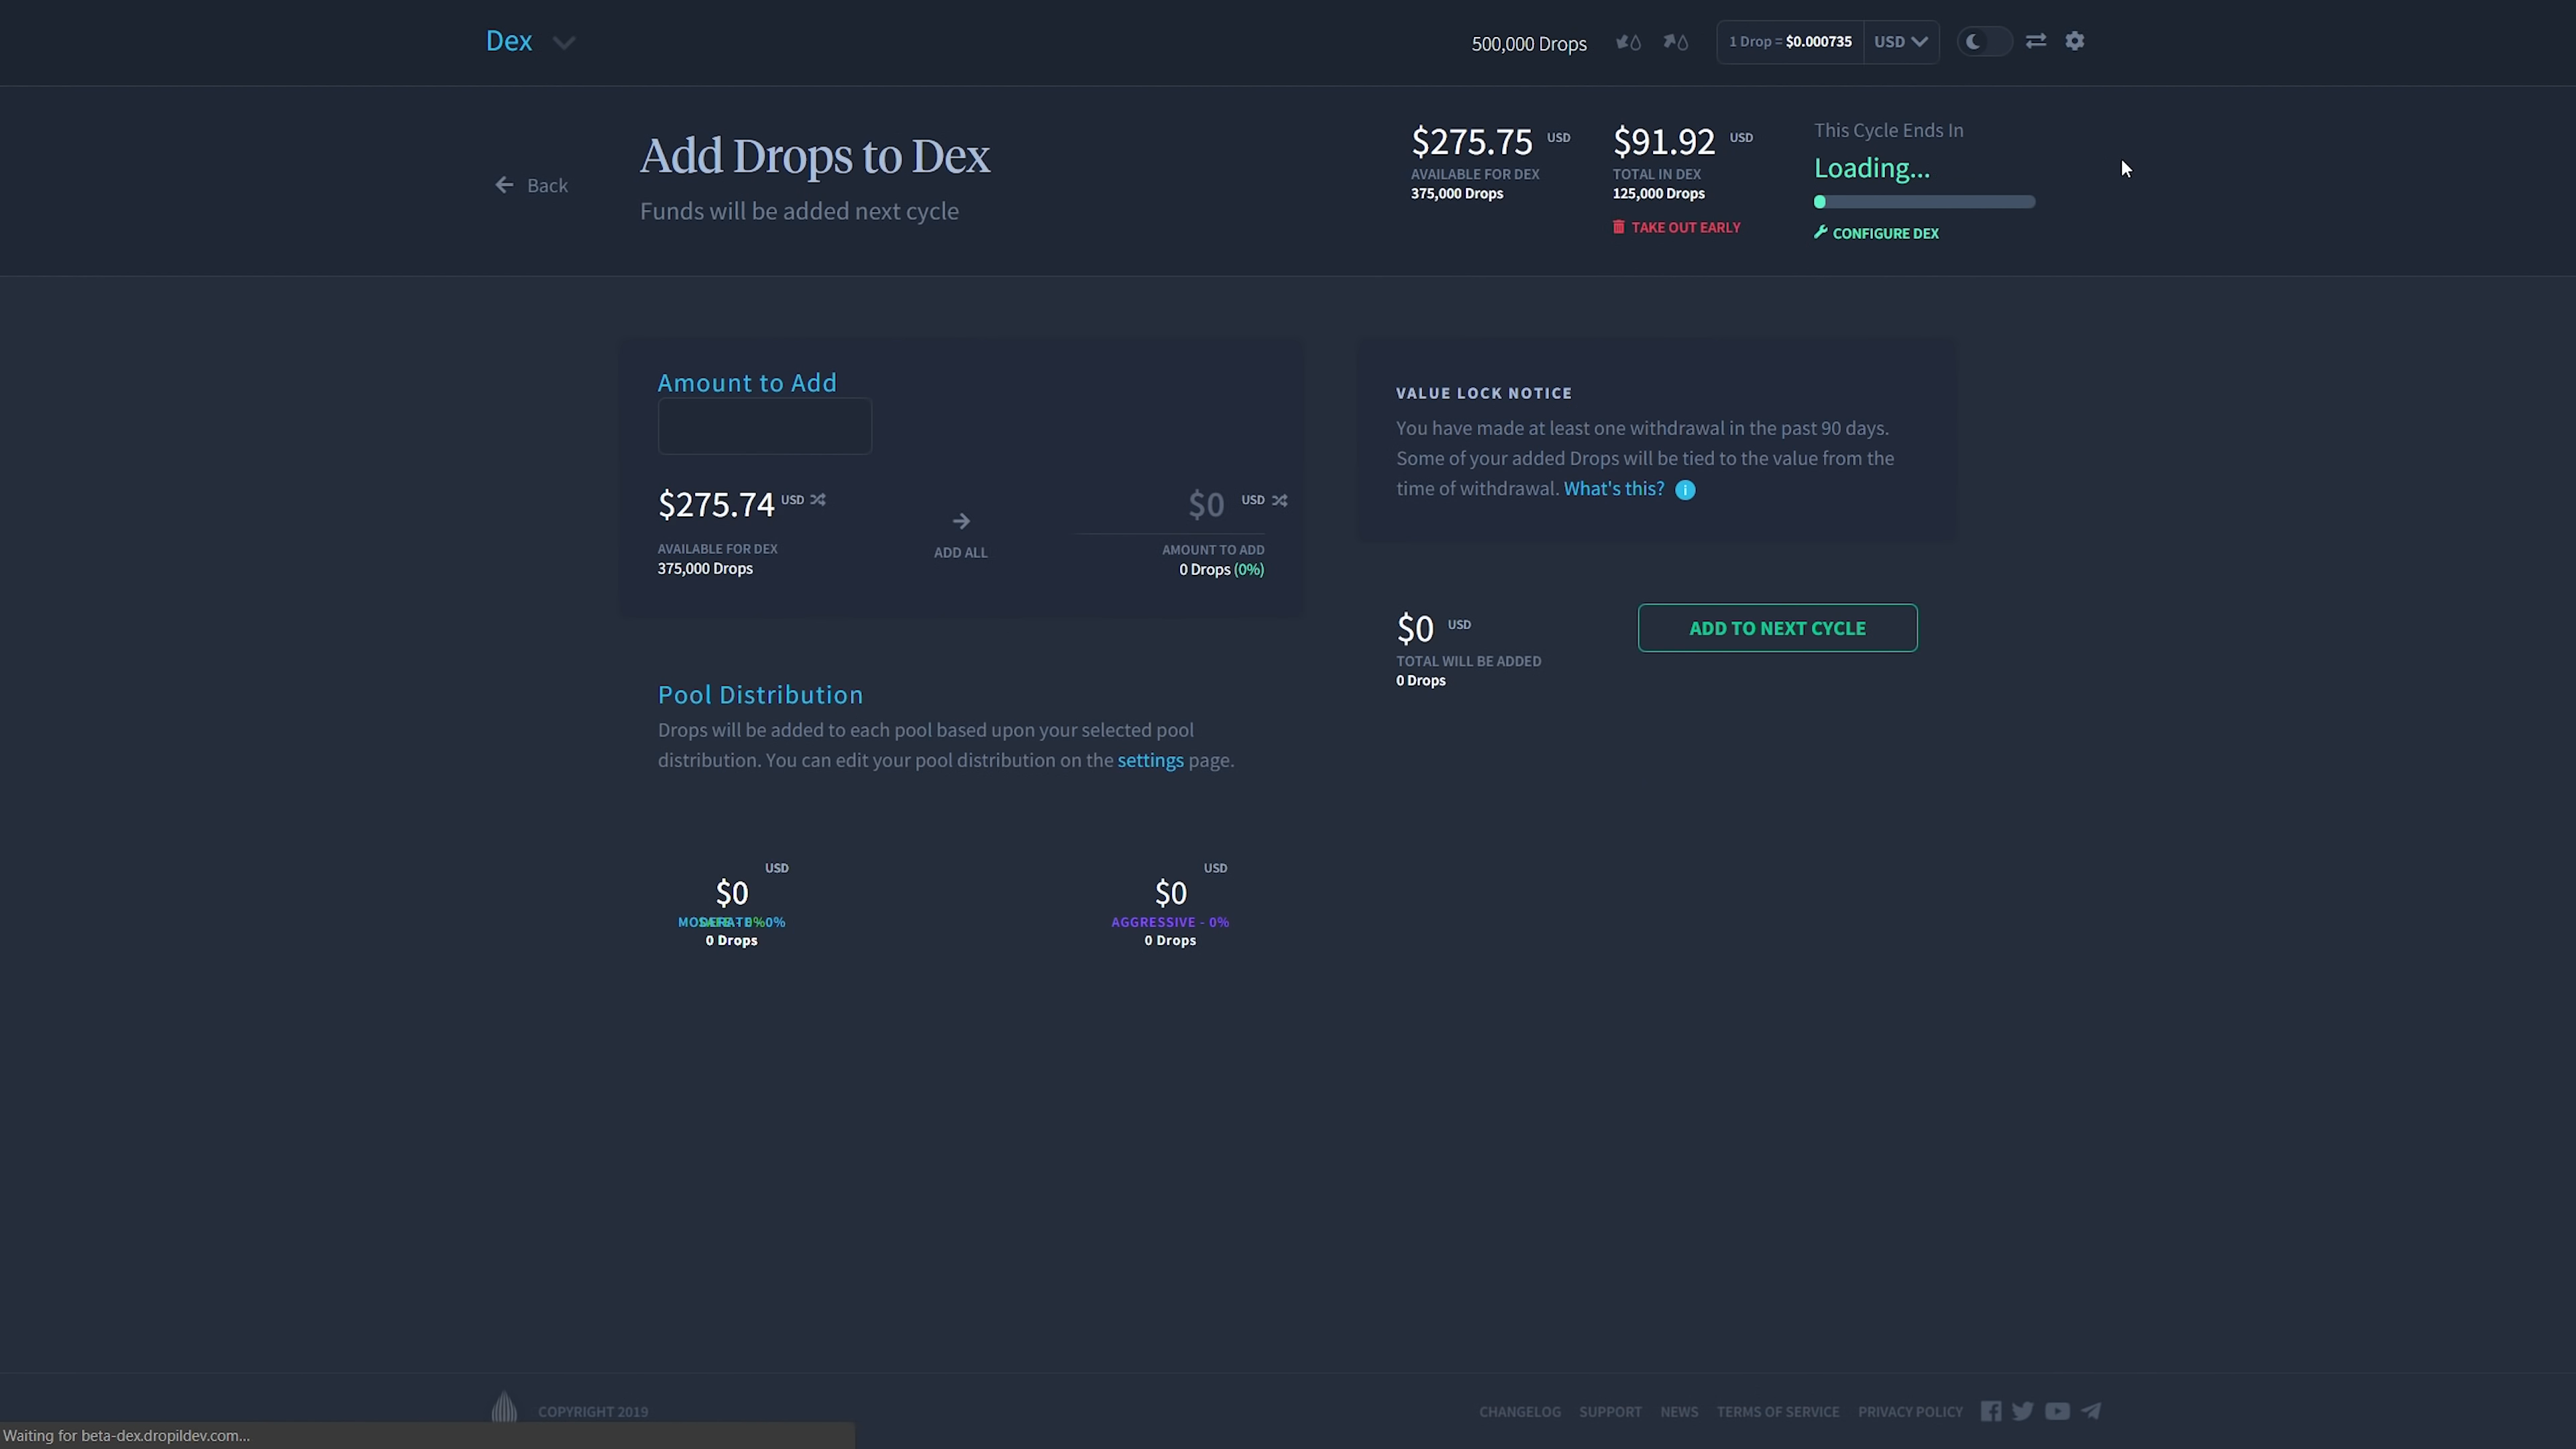 Dex
500,000 Drops
1 Drop = $0.000735
USD
Back
Add Drops to Dex
Funds will be added next cycle
$275.75 USD
AVAILABLE FOR DEX
375,000 Drops
$91.92 USD
TOTAL IN DEX
125,000 Drops
TAKE OUT EARLY
This Cycle Ends In
Loading...
CONFIGURE DEX
Amount to Add
$275.74 USD
AVAILABLE FOR DEX
375,000 Drops
ADD ALL
$0 USD
AMOUNT TO ADD
0 Drops (0%)
VALUE LOCK NOTICE
You have made at least one withdrawal in the past 90 days.
Some of your added Drops will be tied to the value from the
time of withdrawal. What's this? i
$0 USD
TOTAL WILL BE ADDED
0 Drops
ADD TO NEXT CYCLE
Pool Distribution
Drops will be added to each pool based upon your selected pool
distribution. You can edit your pool distribution on the settings page.
USD
$0
0 Drops
USD
$0
AGGRESSIVE - 0%
0 Drops
COPYRIGHT 2019
CHANGELOG
SUPPORT
NEWS
TERMS OF SERVICE
PRIVACY POLICY
Waiting for beta-dex.dropildev.com...